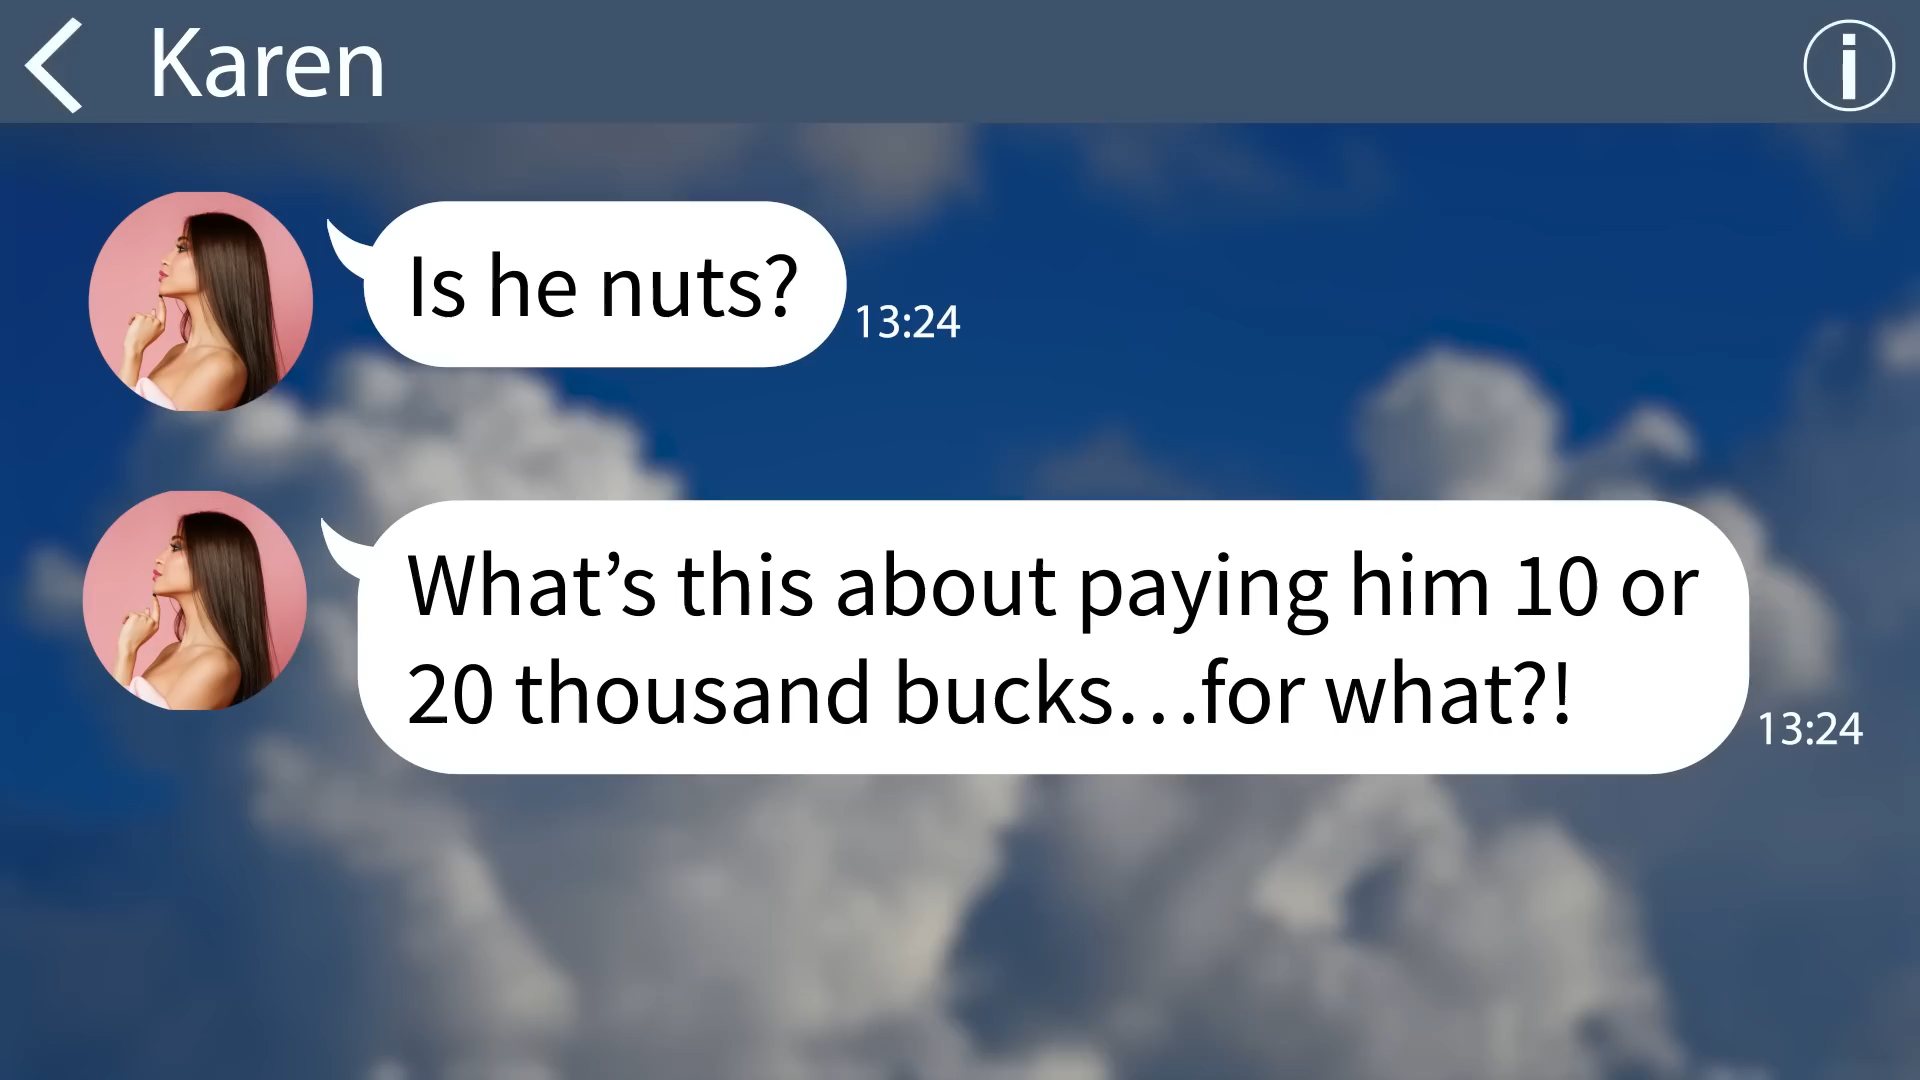 Karen
Is he nuts?
13:24
What’s this about paying him 10 or
20 thousand bucks…for what?!
13:24